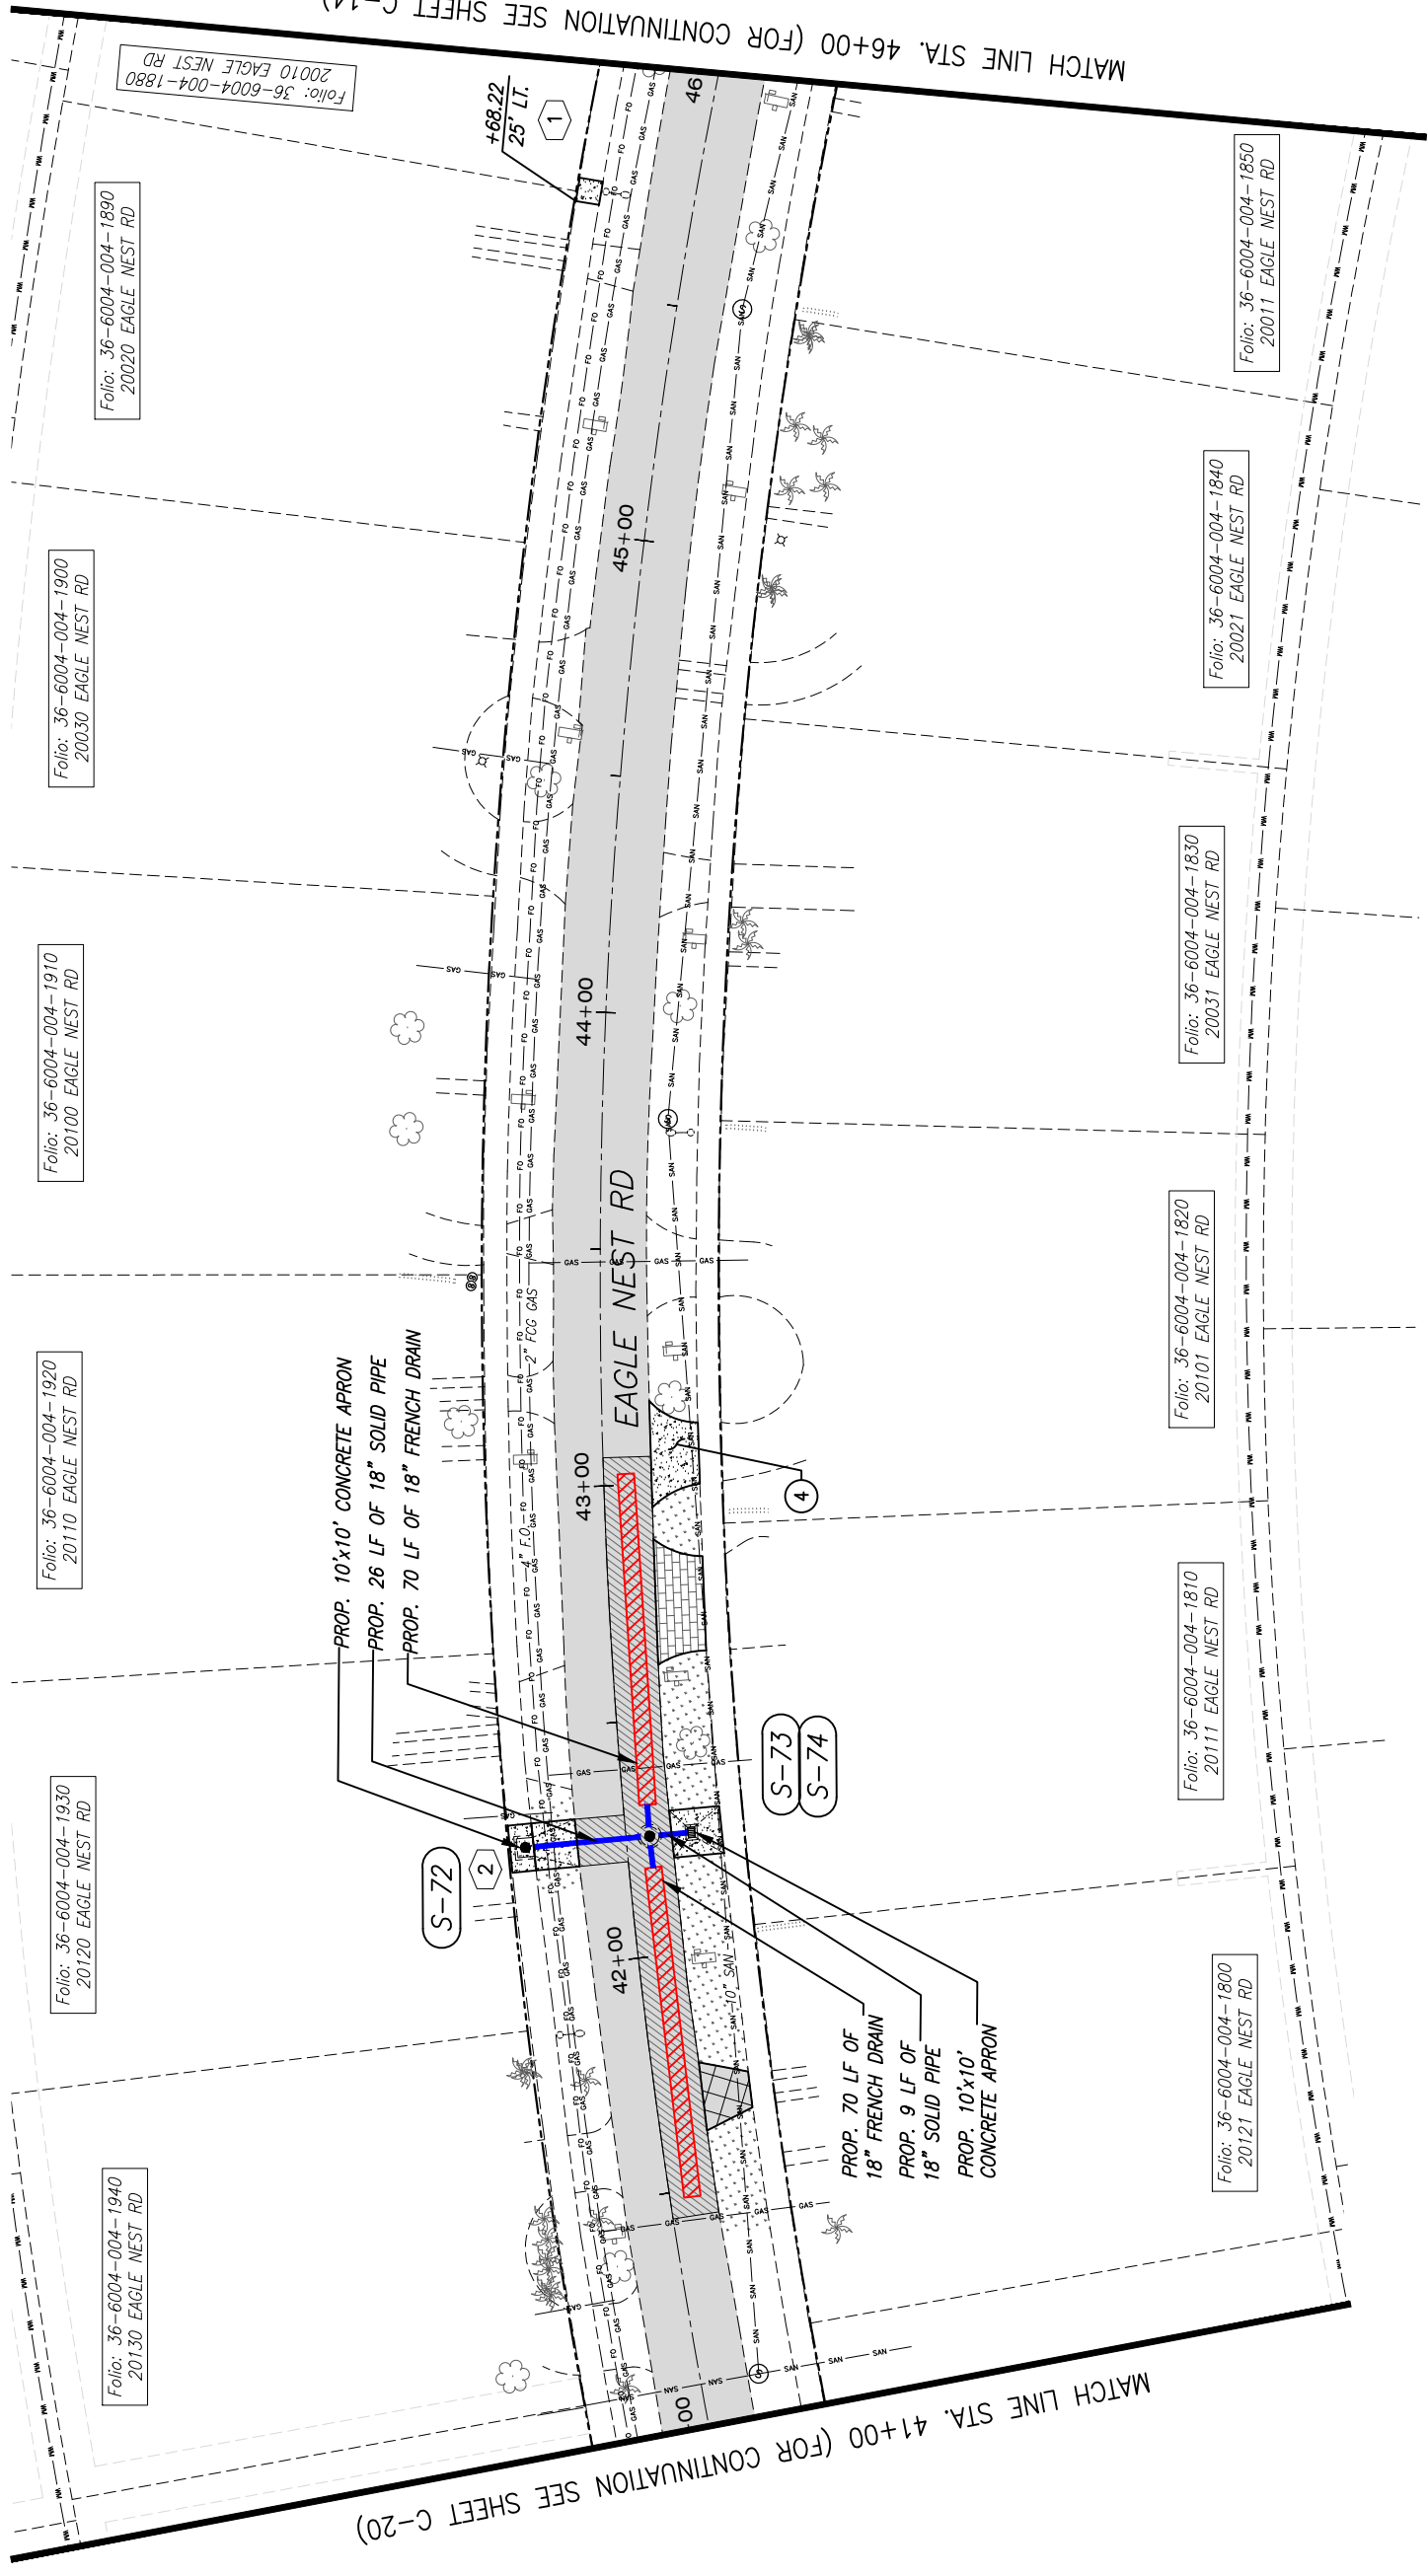 MATCH LINE STA. 46+00 (FOR CONTINUATION SEE SHEET C-14)
Folio: 36-6004-004-1880
20010 EAGLE NEST RD
+68.22
25' LT.
1
46
Folio: 36-6004-004-1890
20020 EAGLE NEST RD
Folio: 36-6004-004-1850
20011 EAGLE NEST RD
Folio: 36-6004-004-1900
20030 EAGLE NEST RD
45+00
Folio: 36-6004-004-1840
20021 EAGLE NEST RD
Folio: 36-6004-004-1910
20100 EAGLE NEST RD
44+00
Folio: 36-6004-004-1830
20031 EAGLE NEST RD
EAGLE NEST RD
2" FCG GAS
Folio: 36-6004-004-1820
20101 EAGLE NEST RD
Folio: 36-6004-004-1920
20110 EAGLE NEST RD
PROP. 10'x10' CONCRETE APRON
PROP. 26 LF OF 18" SOLID PIPE
PROP. 70 LF OF 18" FRENCH DRAIN
4" F.O.
43+00
4
Folio: 36-6004-004-1810
20111 EAGLE NEST RD
Folio: 36-6004-004-1930
20120 EAGLE NEST RD
S-72
2
S-73
S-74
42+00
10" SAN
PROP. 70 LF OF
18" FRENCH DRAIN
PROP. 9 LF OF
18" SOLID PIPE
PROP. 10'x10'
CONCRETE APRON
Folio: 36-6004-004-1800
20121 EAGLE NEST RD
Folio: 36-6004-004-1940
20130 EAGLE NEST RD
00
GAS
FO
SAN
WM
MATCH LINE STA. 41+00 (FOR CONTINUATION SEE SHEET C-20)